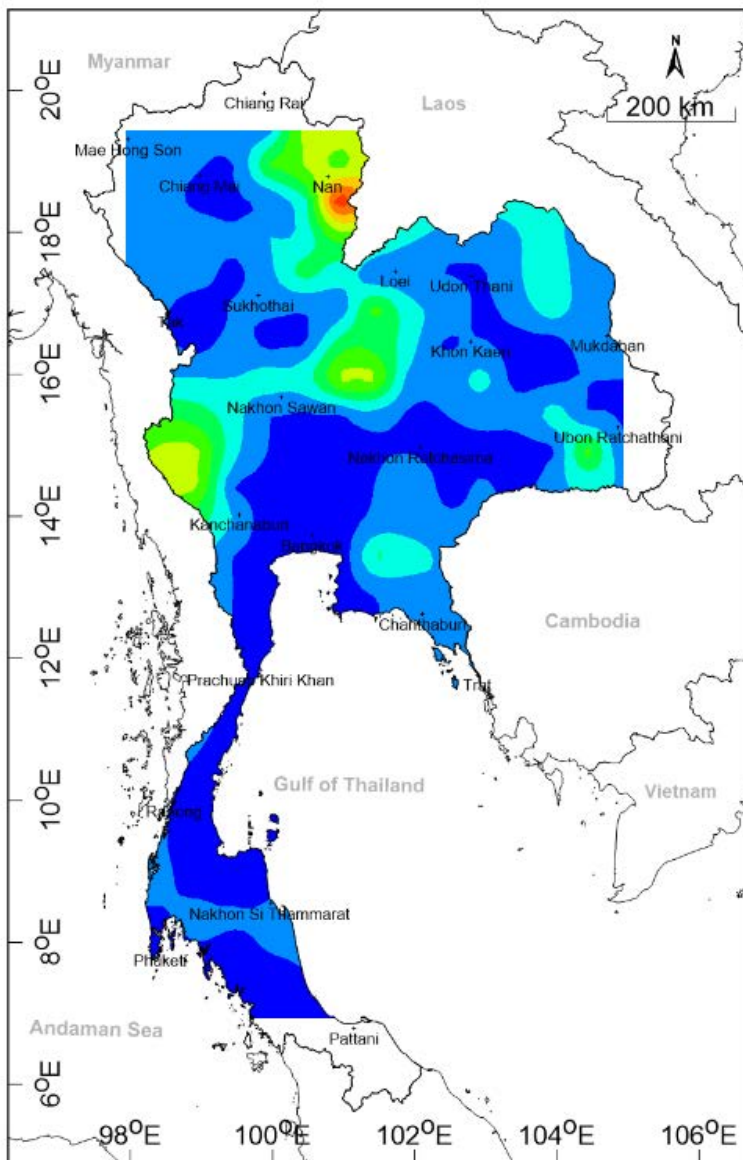 Myanmar
N
20°E
Chiang Rai
Laos
200 km
Mae Hong Son
Chiang Mai
Nan
18°E
Loei
Udon Thani
Sukhothai
Tak
Khon Kaen
Mukdahan
16°E
Nakhon Sawan
Ubon Ratchathani
Nakhon Ratchasima
14°E
Kanchanaburi
Bangkok
Chanthaburi
Cambodia
12°E
Prachuap Khiri Khan
Trat
Gulf of Thailand
Vietnam
10°E
Ranong
Nakhon Si Thammarat
8°E
Phuket
Andaman Sea
Pattani
6°E
98°E
100°E
102°E
104°E
106°E